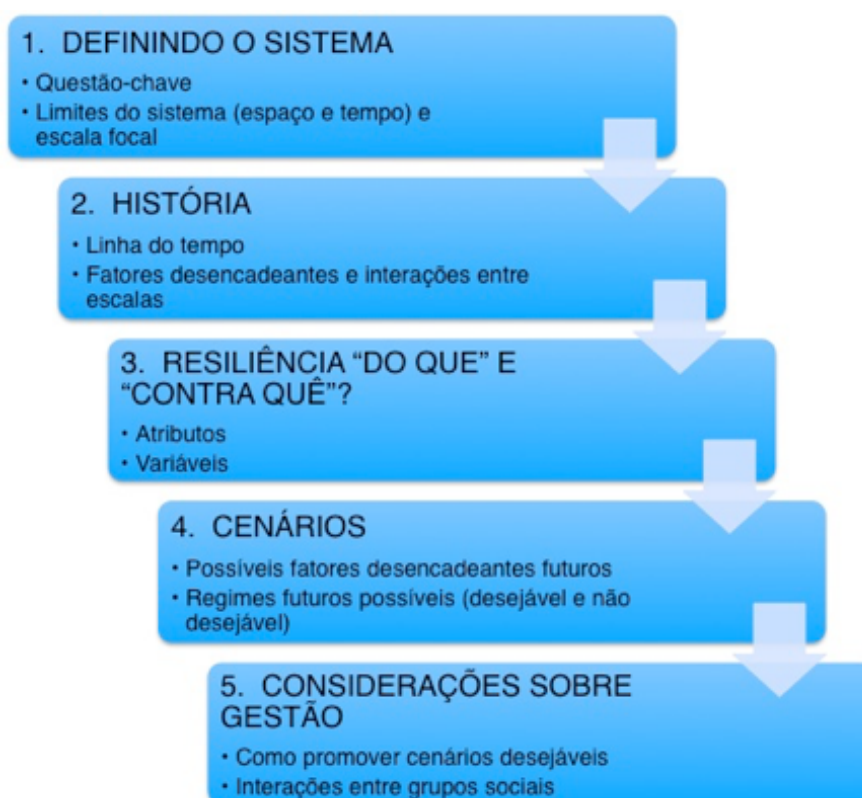 1. DEFININDO O SISTEMA
• Questão-chave
• Limites do sistema (espaço e tempo) e
escala focal
2. HISTÓRIA
• Linha do tempo
• Fatores desencadeantes e interações entre
escalas
3. RESILIÊNCIA “DO QUE” E
“CONTRA QUÊ”?
• Atributos
• Variáveis
4. CENÁRIOS
• Possíveis fatores desencadeantes futuros
• Regimes futuros possíveis (desejável e não
desejável)
5. CONSIDERAÇÕES SOBRE
GESTÃO
• Como promover cenários desejáveis
• Interações entre grupos sociais